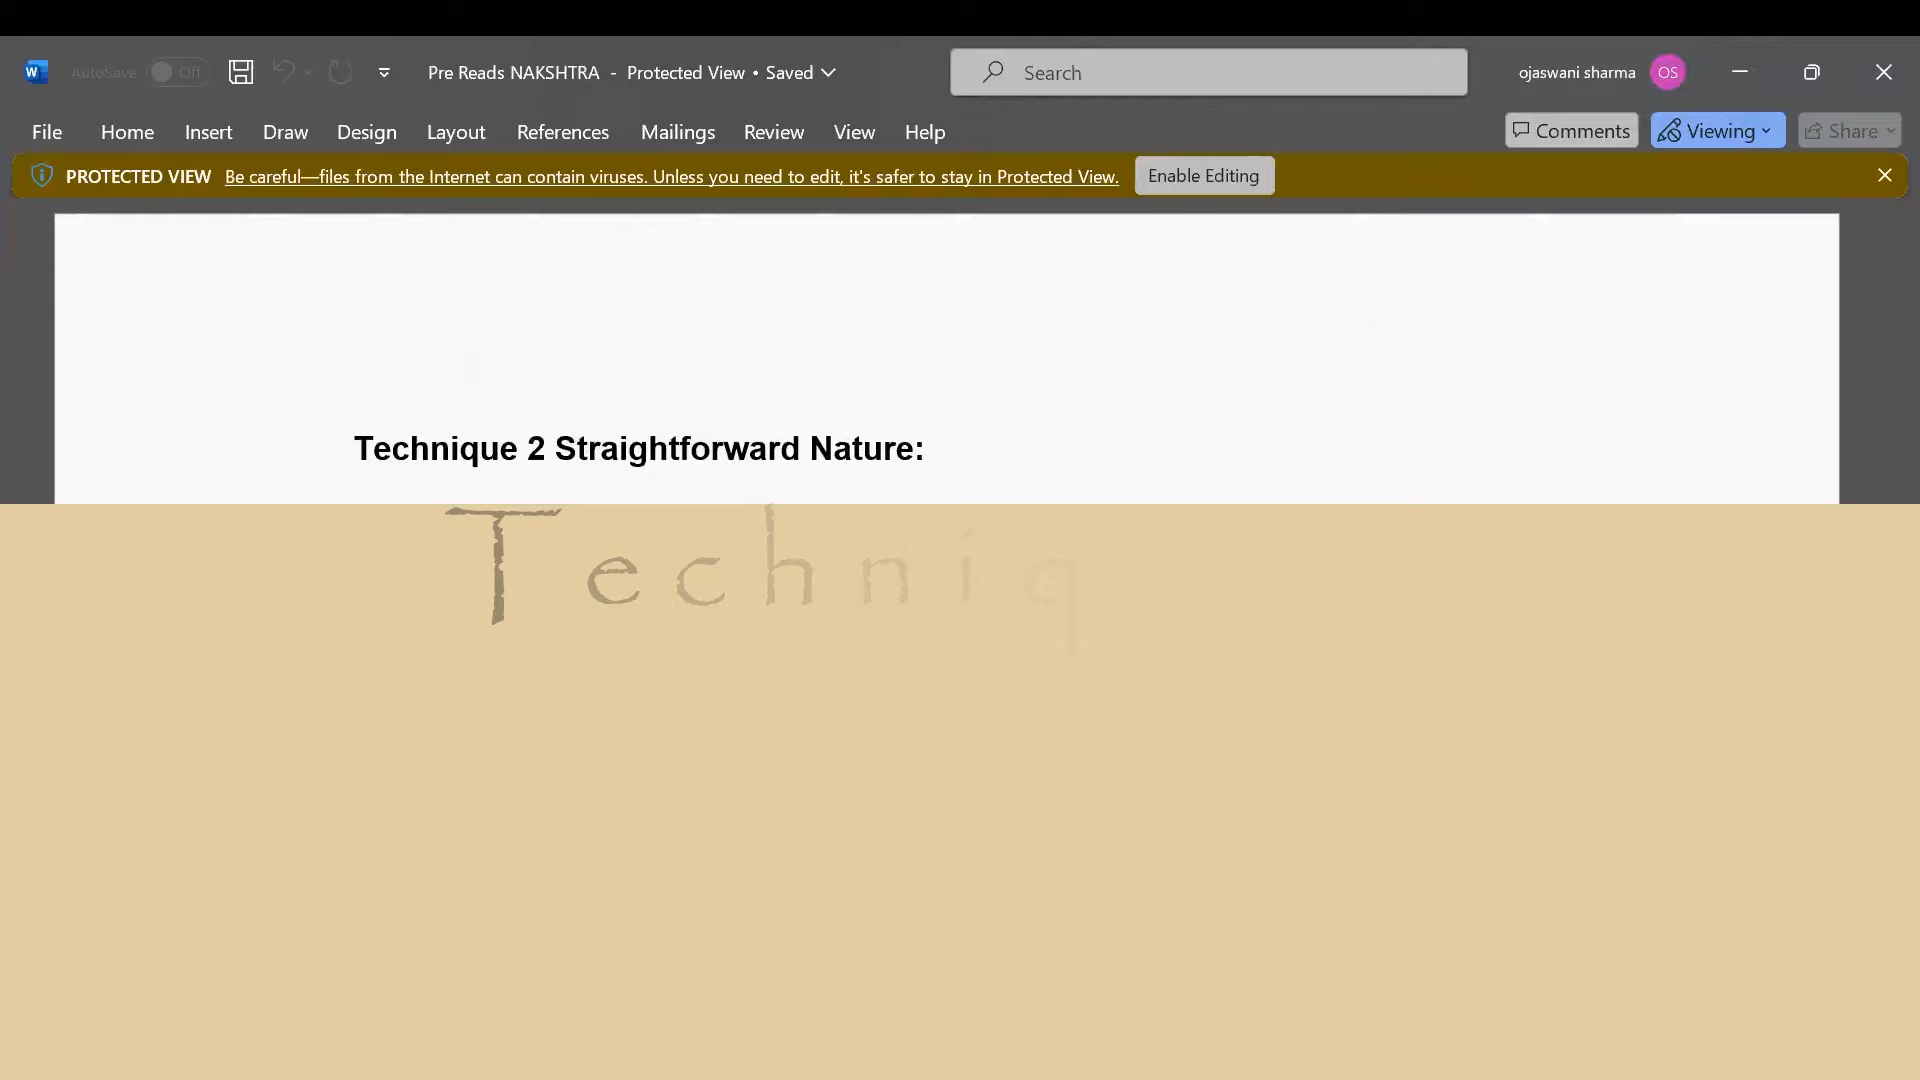 AutoSave Off Pre Reads NAKSHTRA - Protected View • Saved Search ojaswani sharma OS
File Home Insert Draw Design Layout References Mailings Review View Help Comments Viewing Share
PROTECTED VIEW Be careful—files from the Internet can contain viruses. Unless you need to edit, it's safer to stay in Protected View. Enable Editing
Technique 2 Straightforward Nature:
Techniq